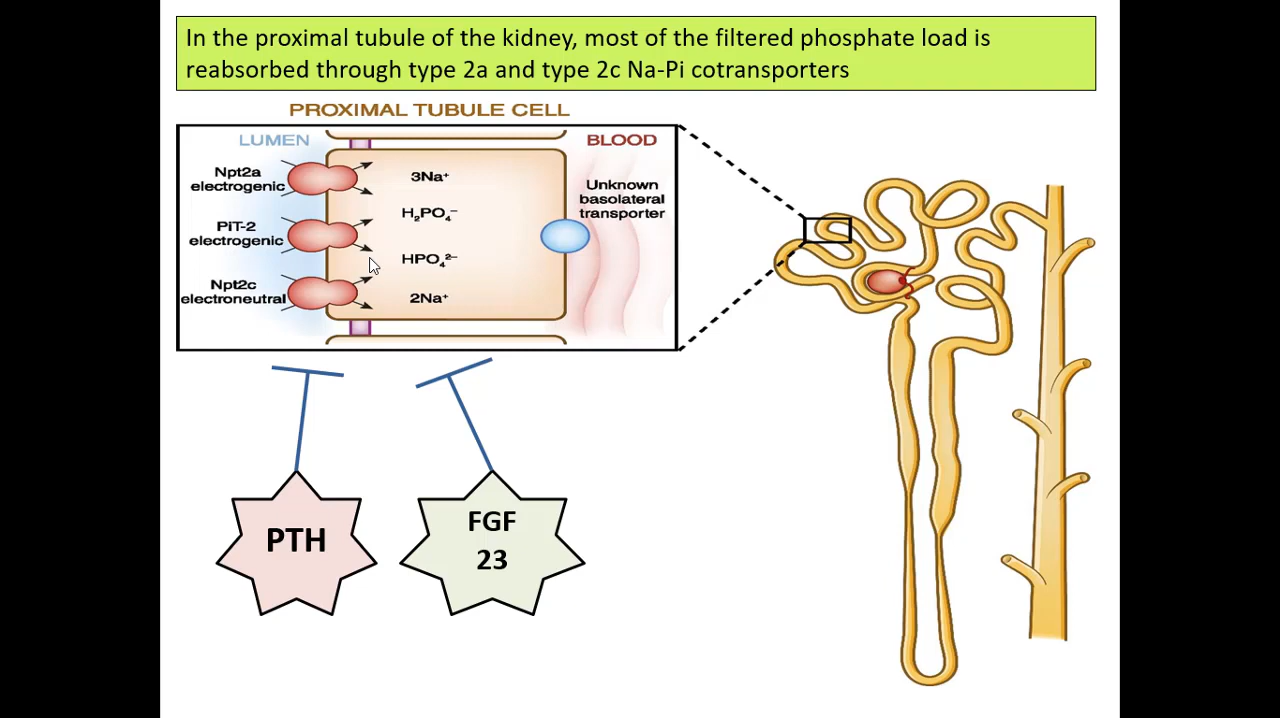 In the proximal tubule of the kidney, most of the filtered phosphate load is
reabsorbed through type 2a and type 2c Na-Pi cotransporters
PROXIMAL TUBULE CELL
LUMEN
BLOOD
Npt2a
electrogenic
3Na⁺
Unknown
basolateral
transporter
PIT-2
electrogenic
H₂PO₄⁻
HPO₄²⁻
Npt2c
electroneutral
2Na⁺
PTH
FGF
23